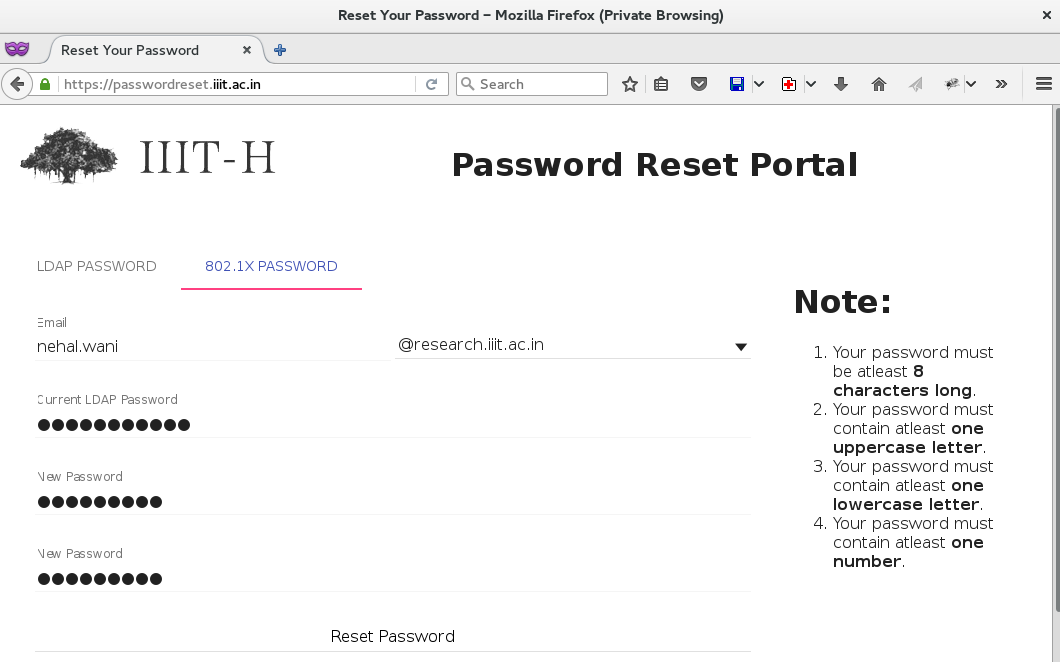 Reset Your Password – Mozilla Firefox (Private Browsing)
Reset Your Password
https://passwordreset.iiit.ac.in
Search
IIIT-H
Password Reset Portal
LDAP PASSWORD
802.1X PASSWORD
Email
nehal.wani
@research.iiit.ac.in
Current LDAP Password
New Password
New Password
Reset Password
Note:
1. Your password must
be atleast 8
characters long.
2. Your password must
contain atleast one
uppercase letter.
3. Your password must
contain atleast one
lowercase letter.
4. Your password must
contain atleast one
number.